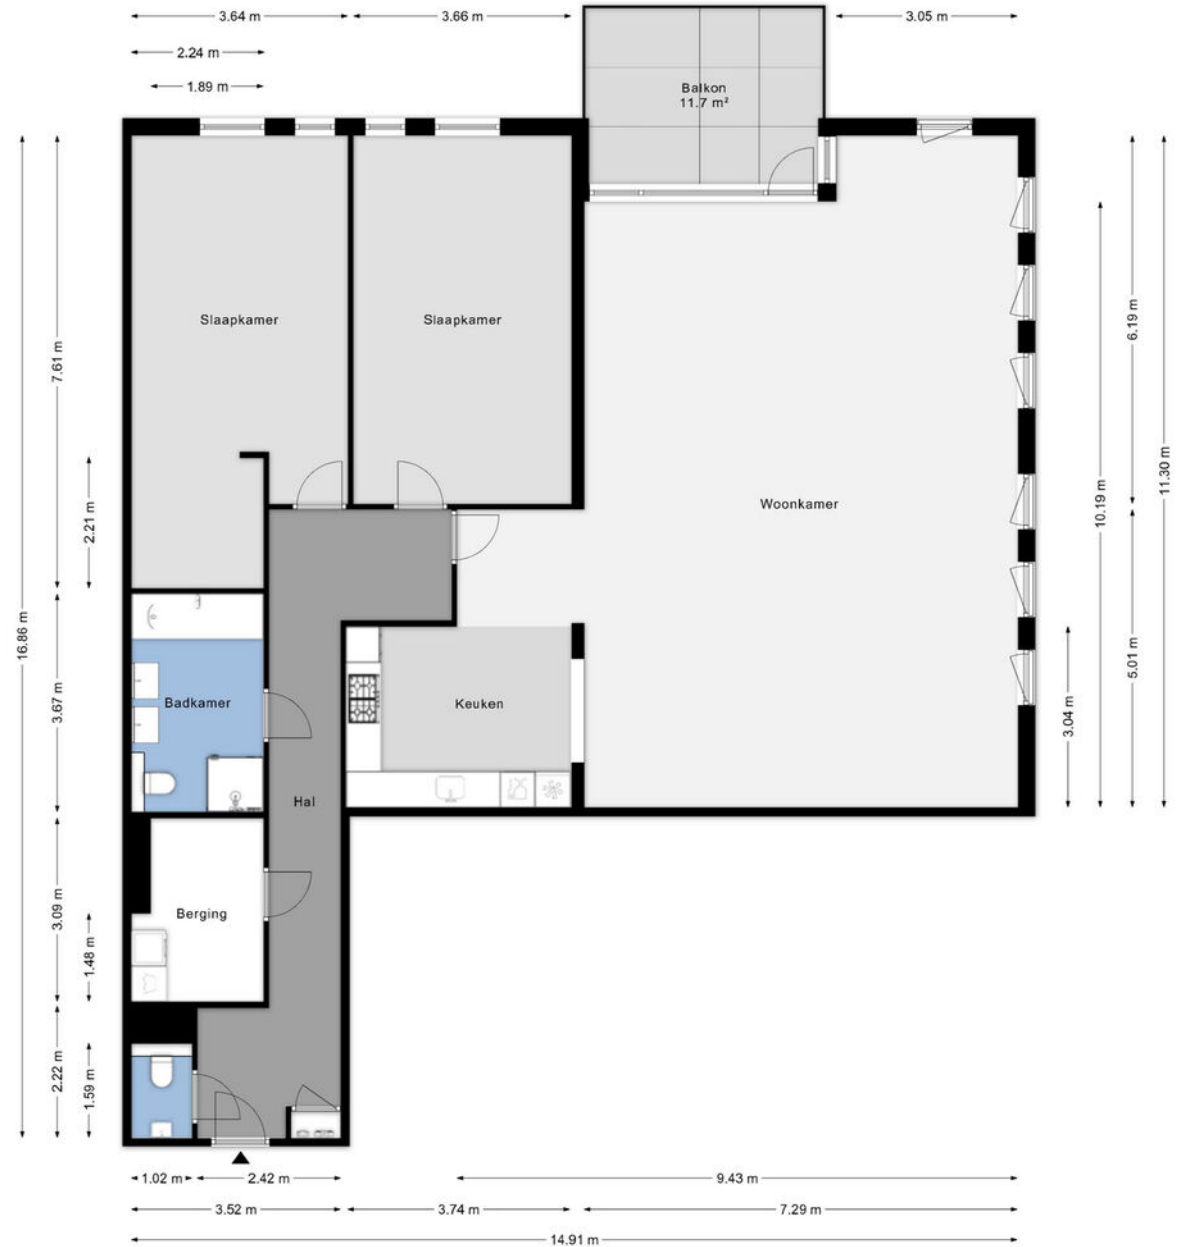 3.64 m
3.66 m
3.05 m
2.24 m
1.89 m
Balkon
11.7 m²
Slaapkamer
Slaapkamer
7.61 m
6.19 m
11.30 m
10.19 m
2.21 m
Woonkamer
16.86 m
5.01 m
3.67 m
Badkamer
Keuken
3.04 m
Hal
3.09 m
Berging
1.48 m
2.22 m
1.59 m
1.02 m
2.42 m
9.43 m
3.52 m
3.74 m
7.29 m
14.91 m